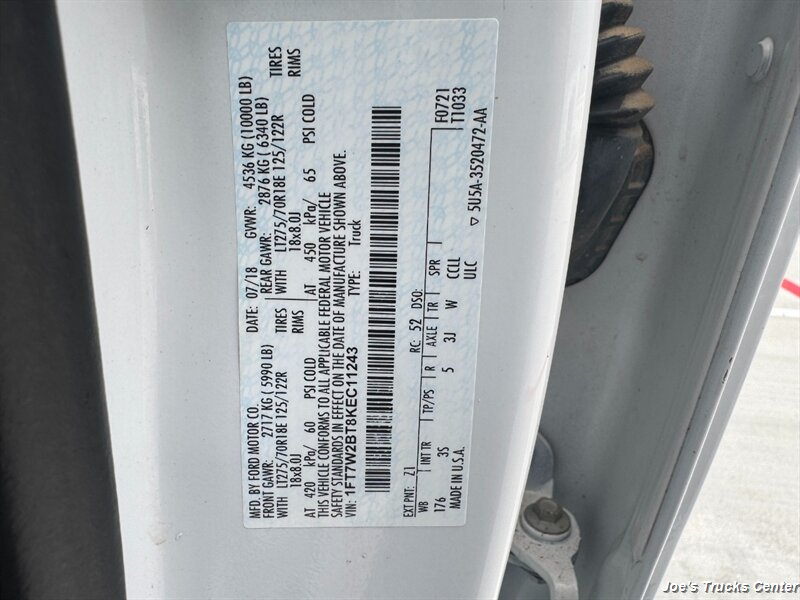 MFD. BY FORD MOTOR CO.
DATE: 07/18 GVWR: 4536 KG (10000 LB)
FRONT GAWR: 2717 KG (5990 LB) REAR GAWR: 2876 KG (6340 LB)
WITH LT275/70R18E 125/122R TIRES WITH LT275/70R18E 125/122R TIRES
18x8.0J RIMS 18x8.0J RIMS
AT 420 kPa/ 60 PSI COLD AT 450 kPa/ 65 PSI COLD
THIS VEHICLE CONFORMS TO ALL APPLICABLE FEDERAL MOTOR VEHICLE
SAFETY STANDARDS IN EFFECT ON THE DATE OF MANUFACTURE SHOWN ABOVE.
VIN: 1FT7W2BT8KEC11243 TYPE: Truck
EXT PNT: Z1 RC: 52 DSO: F0721
WB INT TR TP/PS R AXLE TR SPR T1033
176 3S 5 3J W CCLL
ULC
MADE IN U.S.A. ▽ 5U5A-3520472-AA
Joe's Trucks Center